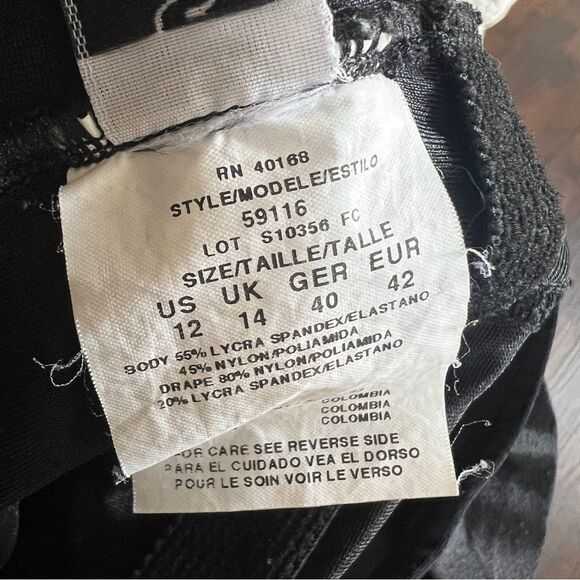 RN 40168
STYLE/MODELE/ESTILO
59116
LOT S10356 FC
SIZE/TAILLE/TALLE
US UK GER EUR
12 14 40 42
BODY 55% LYCRA SPANDEX/ELASTANO
45% NYLON/POLIAMIDA
DRAPE 80% NYLON/POLIAMIDA
20% LYCRA SPANDEX/ELASTANO
COLOMBIA
COLOMBIA
COLOMBIA
FOR CARE SEE REVERSE SIDE
PARA EL CUIDADO VEA EL DORSO
POUR LE SOIN VOIR LE VERSO